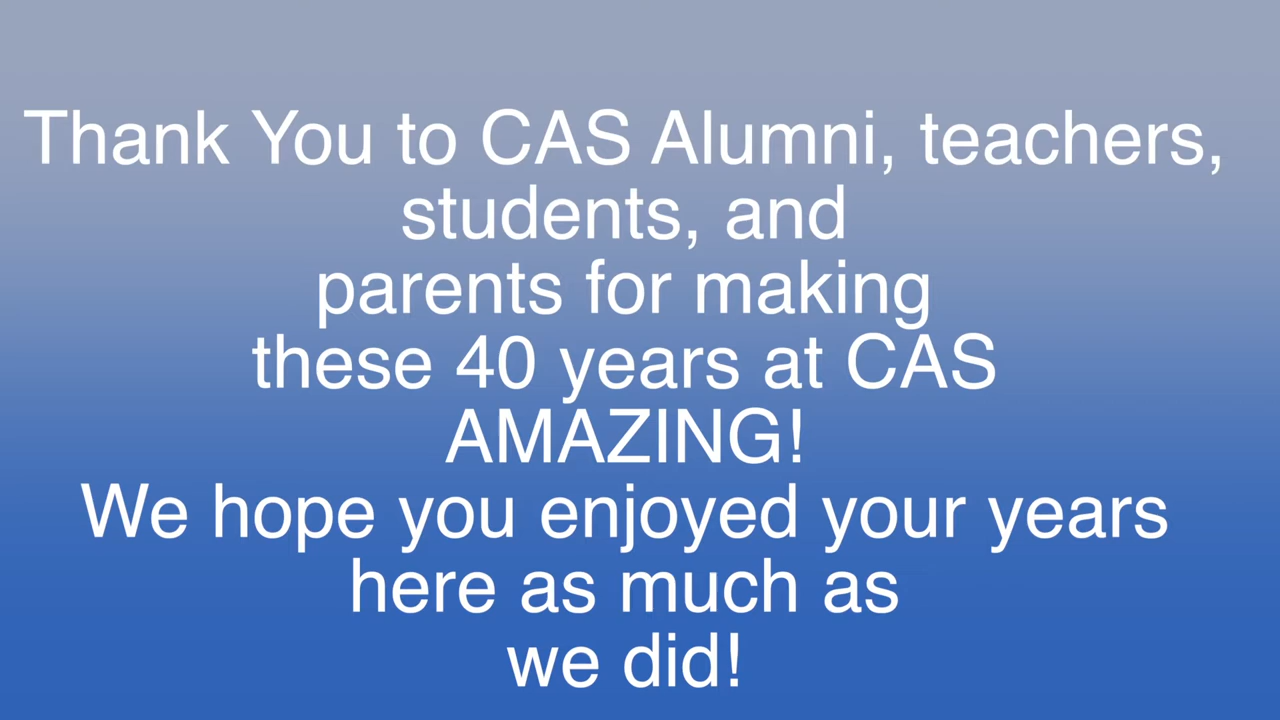 Thank You to CAS Alumni, teachers,
students, and
parents for making
these 40 years at CAS
AMAZING!
We hope you enjoyed your years
here as much as
we did!